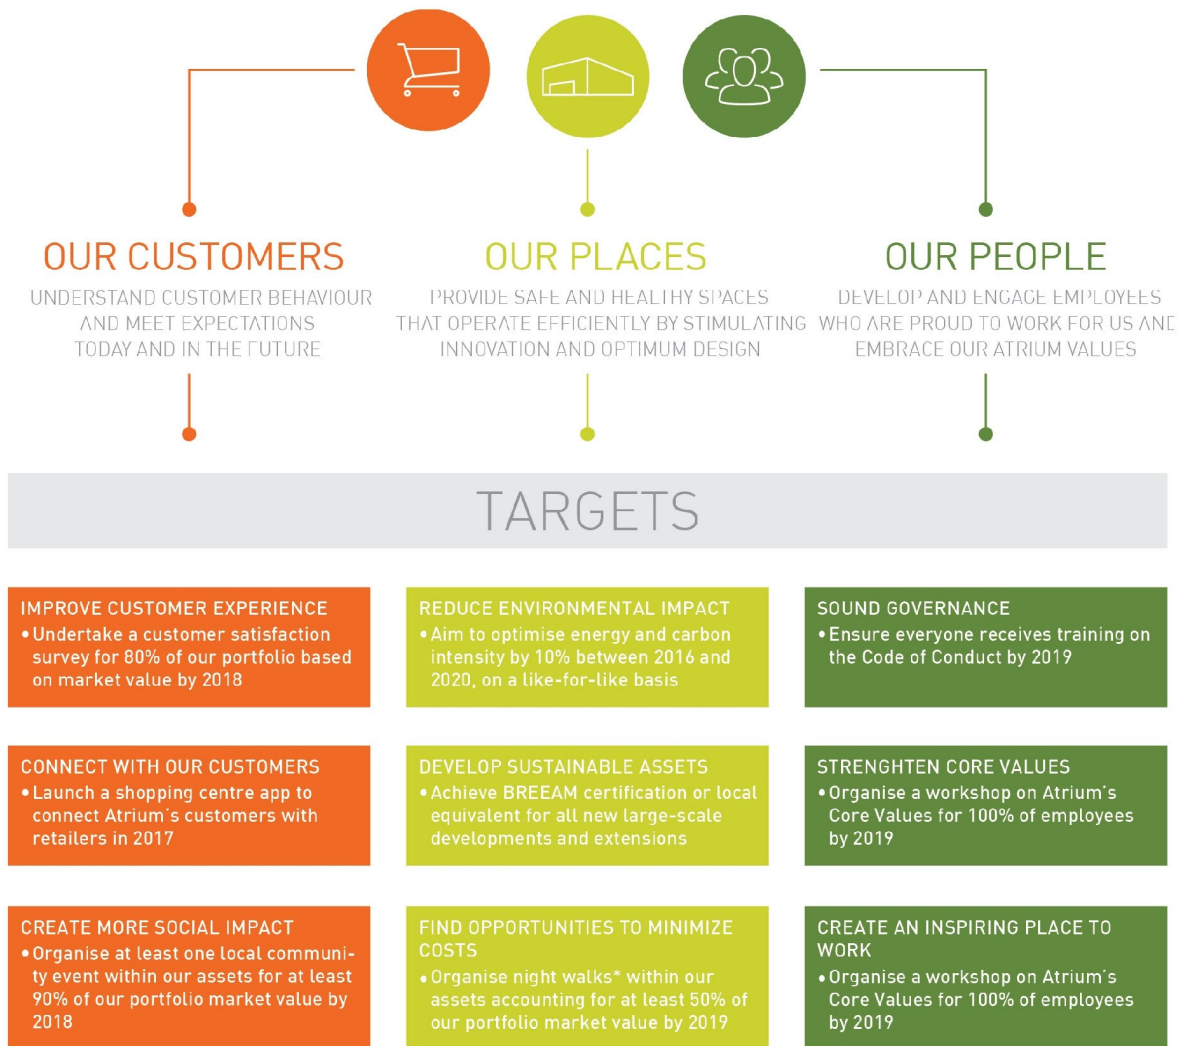 OUR CUSTOMERS
UNDERSTAND CUSTOMER BEHAVIOUR
AND MEET EXPECTATIONS
TODAY AND IN THE FUTURE
OUR PLACES
PROVIDE SAFE AND HEALTHY SPACES
THAT OPERATE EFFICIENTLY BY STIMULATING
INNOVATION AND OPTIMUM DESIGN
OUR PEOPLE
DEVELOP AND ENGAGE EMPLOYEES
WHO ARE PROUD TO WORK FOR US AND
EMBRACE OUR ATRIUM VALUES
TARGETS
IMPROVE CUSTOMER EXPERIENCE
• Undertake a customer satisfaction
survey for 80% of our portfolio based
on market value by 2018
REDUCE ENVIRONMENTAL IMPACT
• Aim to optimise energy and carbon
intensity by 10% between 2016 and
2020, on a like-for-like basis
SOUND GOVERNANCE
• Ensure everyone receives training on
the Code of Conduct by 2019
CONNECT WITH OUR CUSTOMERS
• Launch a shopping centre app to
connect Atrium's customers with
retailers in 2017
DEVELOP SUSTAINABLE ASSETS
• Achieve BREEAM certification or local
equivalent for all new large-scale
developments and extensions
STRENGHTEN CORE VALUES
• Organise a workshop on Atrium's
Core Values for 100% of employees
by 2019
CREATE MORE SOCIAL IMPACT
• Organise at least one local communi-
ty event within our assets for at least
90% of our portfolio market value by
2018
FIND OPPORTUNITIES TO MINIMIZE
COSTS
• Organise night walks* within our
assets accounting for at least 50% of
our portfolio market value by 2019
CREATE AN INSPIRING PLACE TO
WORK
• Organise a workshop on Atrium's
Core Values for 100% of employees
by 2019